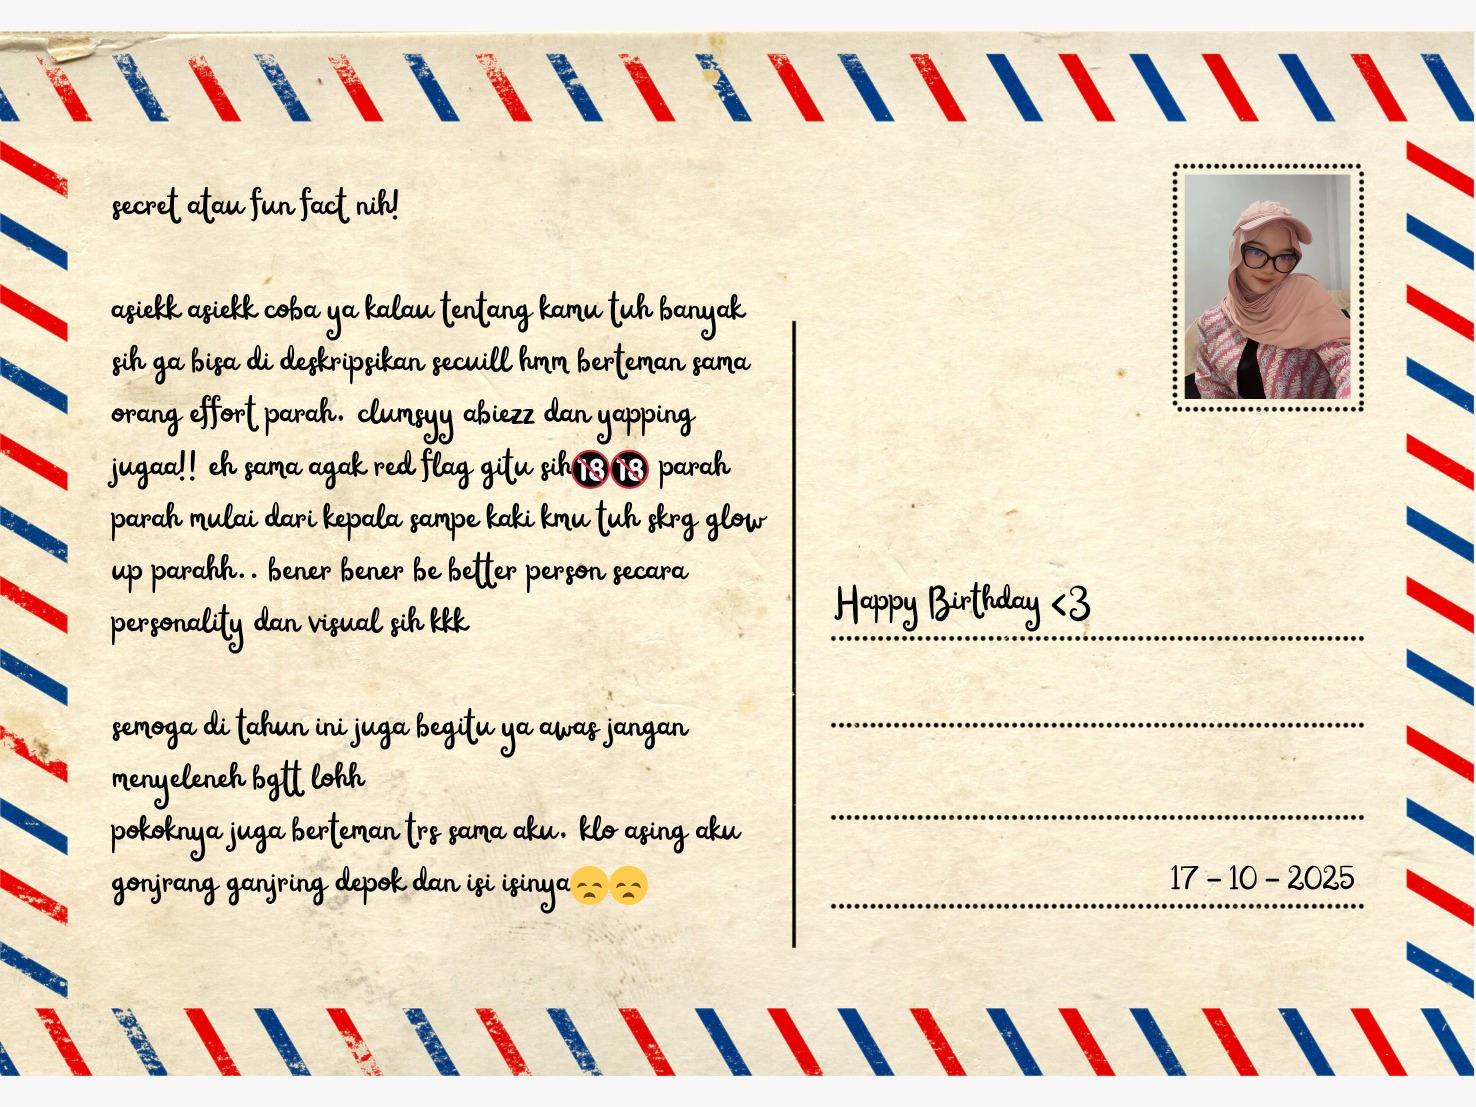 secret atau fun fact nih!
asiekk asiekk coba ya kalau tentang kamu tuh banyak
sih ga bisa di deskripsikan secuill hmm berteman sama
orang effort parah. clumsyy abiezz dan yapping
jugaa!! eh sama agak red flag gitu sih🔞🔞 parah
parah mulai dari kepala sampe kaki kmu tuh skrg glow
up parahh.. bener bener be better person secara
personality dan visual sih kkk
semoga di tahun ini juga begitu ya awas jangan
menyeleneh bgtt lohh
pokoknya juga berteman trs sama aku. klo asing aku
gonjrang ganjring depok dan isi isinya😞😞
Happy Birthday <3
17 - 10 - 2025